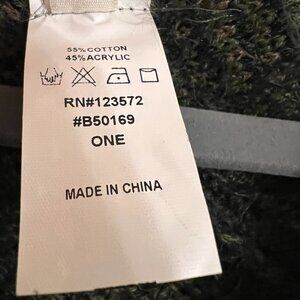 55% COTTON
45% ACRYLIC
RN#123572
#B50169
ONE
MADE IN CHINA